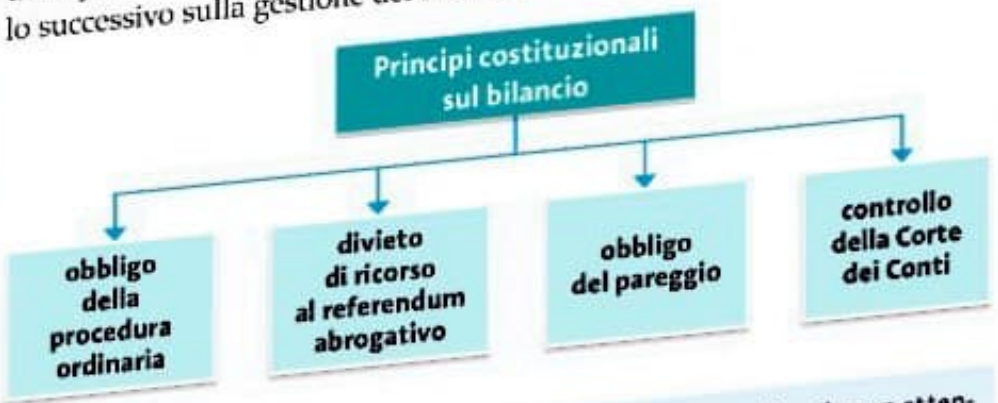 lo successivo sulla gestione
Principi costituzionali
sul bilancio
obbligo
della
procedura
ordinaria
divieto
di ricorso
al referendum
abrogativo
obbligo
del pareggio
controllo
della Corte
dei Conti